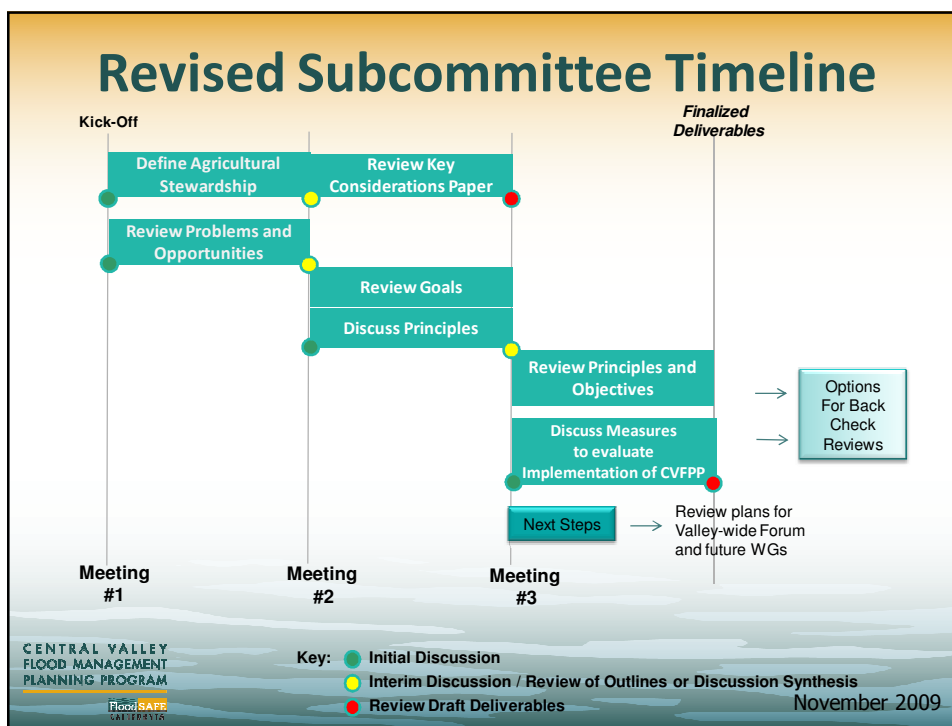 Revised Subcommittee Timeline
Kick-Off
Finalized
Deliverables
Define Agricultural
Stewardship
Review Key
Considerations Paper
Review Problems and
Opportunities
Review Goals
Discuss Principles
Review Principles and
Objectives
Discuss Measures
to evaluate
Implementation of CVFPP
Options
For Back
Check
Reviews
Next Steps
Review plans for
Valley-wide Forum
and future WGs
Meeting
#1
Meeting
#2
Meeting
#3
CENTRAL VALLEY
FLOOD MANAGEMENT
PLANNING PROGRAM
FloodSAFE
CALIFORNIA
Key:
Initial Discussion
Interim Discussion / Review of Outlines or Discussion Synthesis
Review Draft Deliverables
November 2009